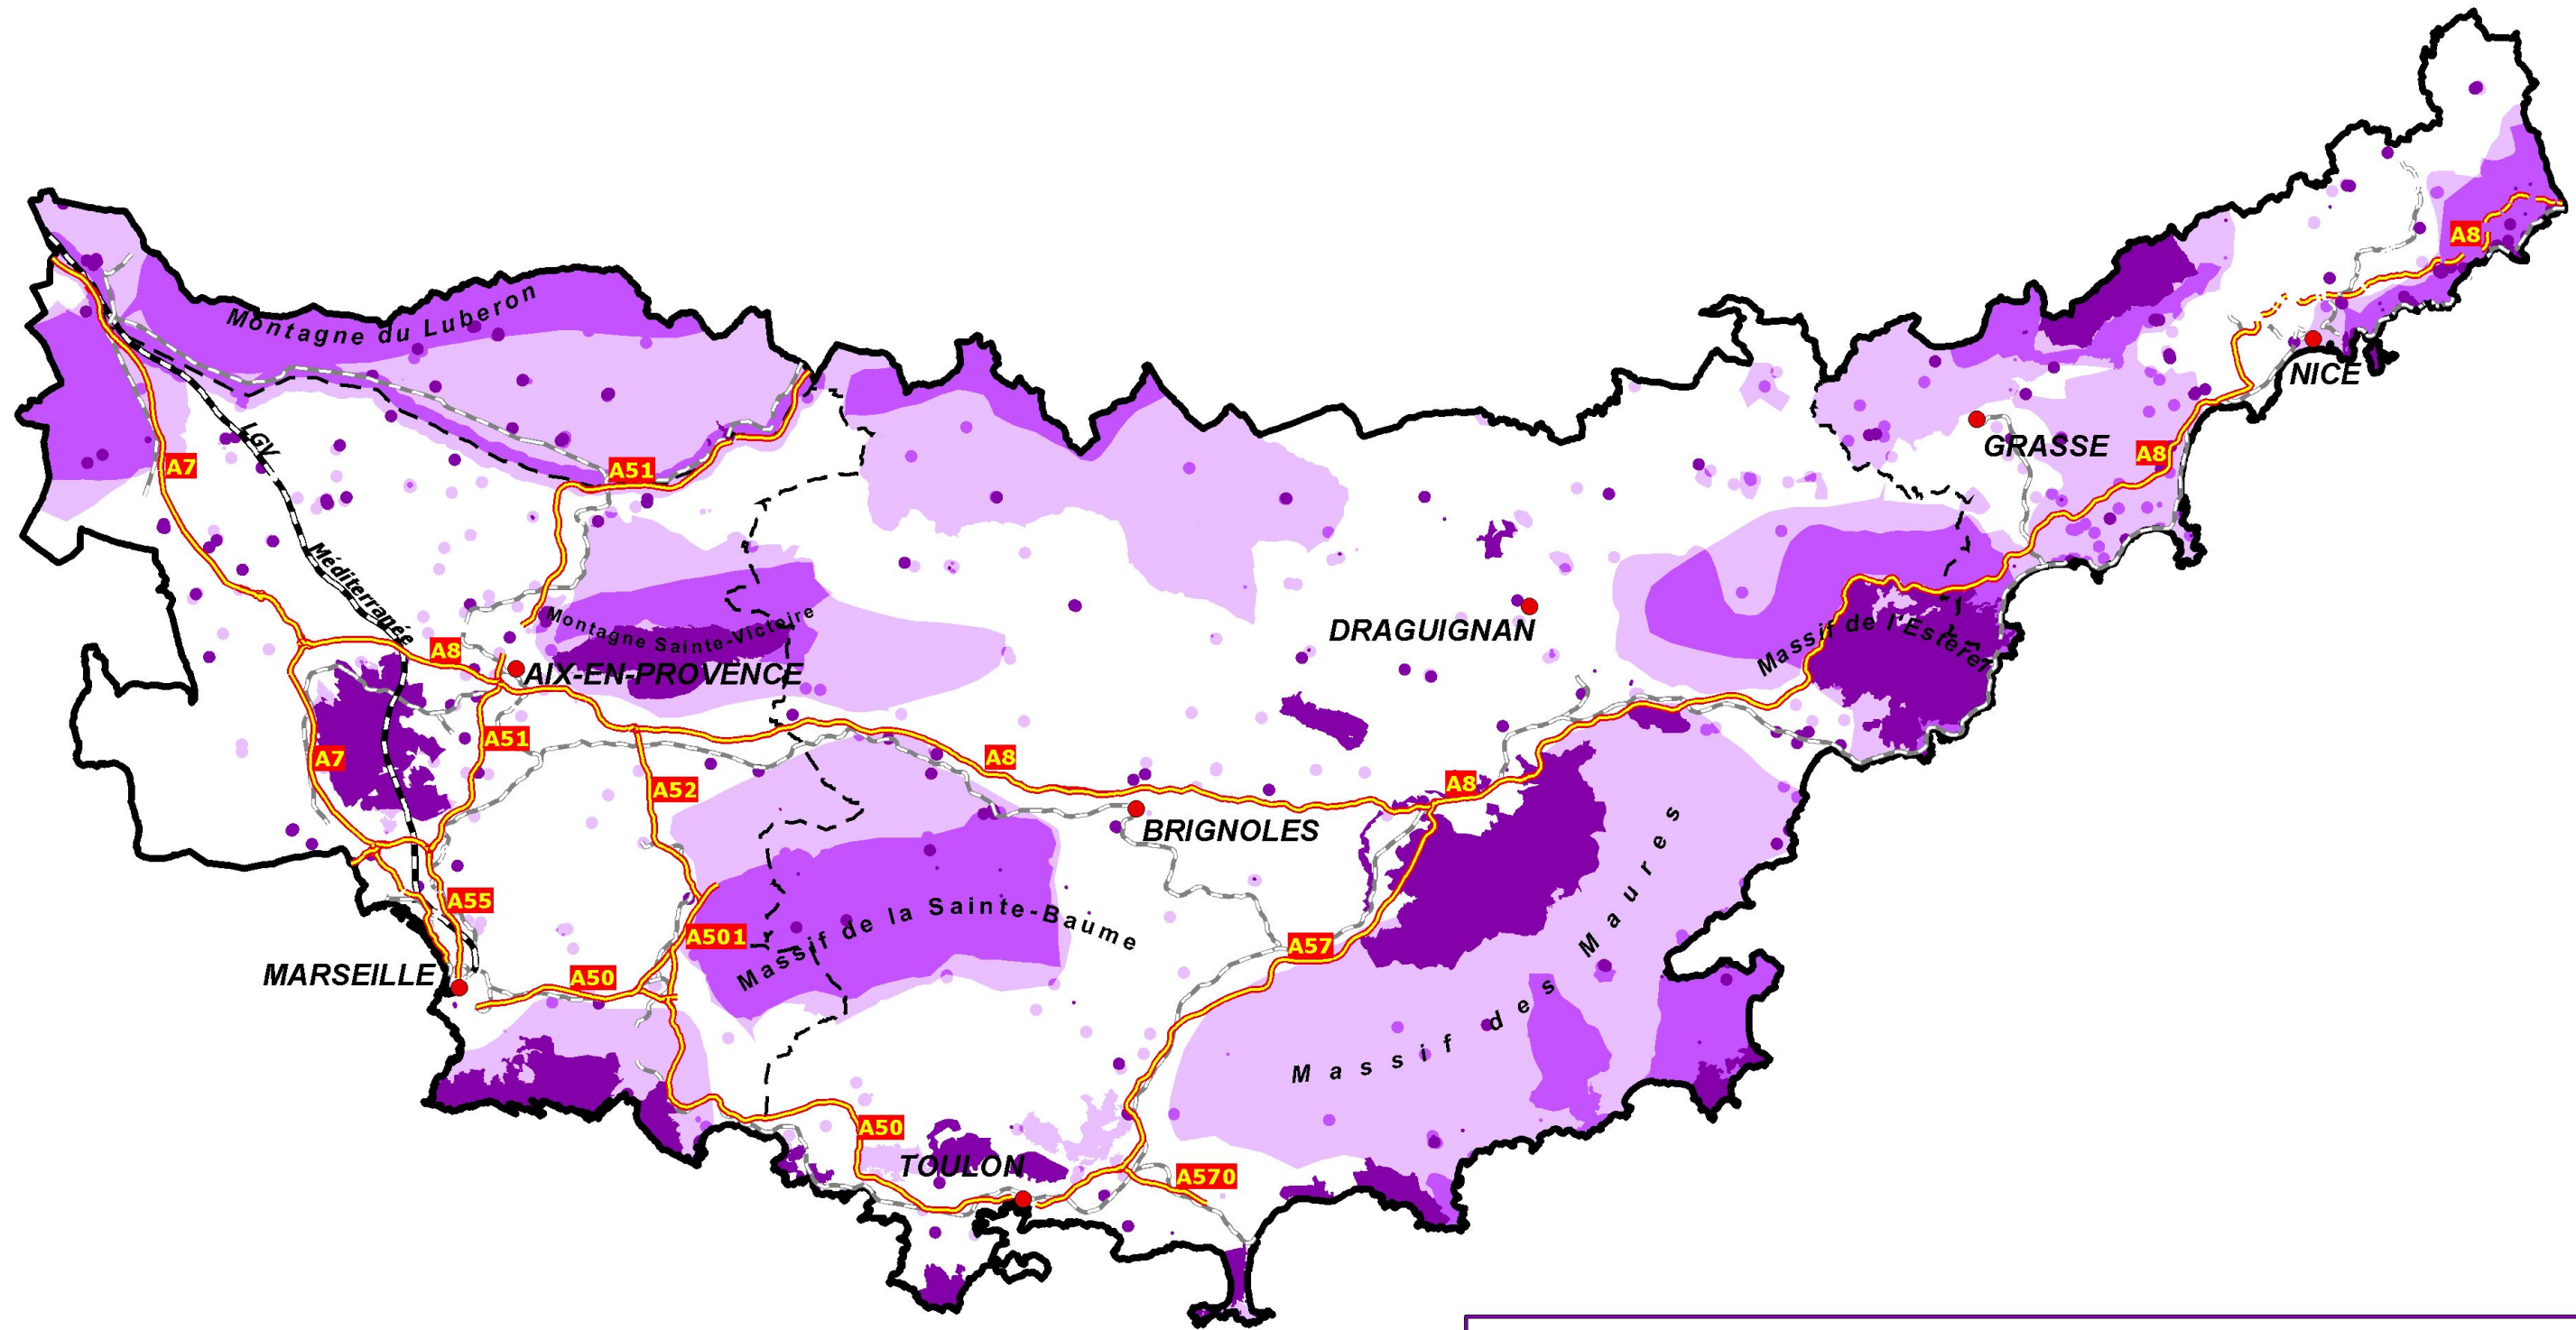 A8
Montagne du Luberon
NICE
LGV
GRASSE
A8
A7
A51
Méditerranée
Montagne Sainte-Victoire
DRAGUIGNAN
Massif de l'Esterel
A8
AIX-EN-PROVENCE
A51
A7
A52
A8
A8
BRIGNOLES
Massif des Maures
A55
A501
Massif de la Sainte-Baume
A57
MARSEILLE
A50
A50
TOULON
A570